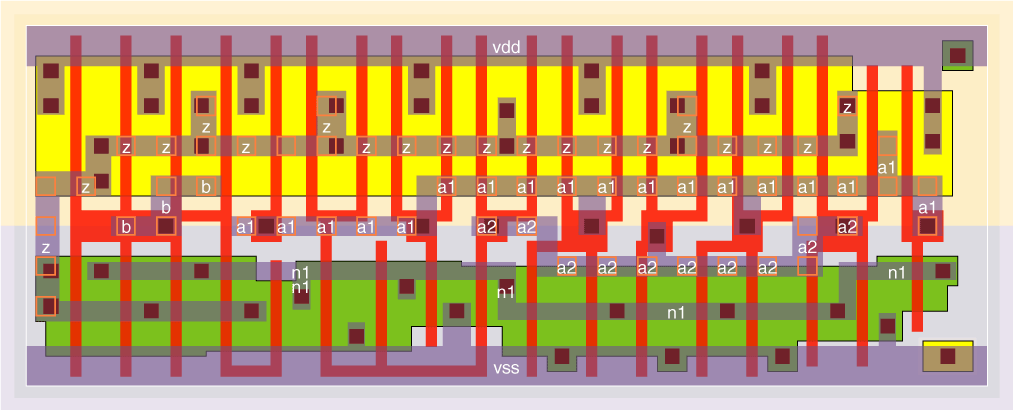 vdd
z
z z z
z z z z z z z z z z z z z
a1
z b a1 a1 a1 a1 a1 a1 a1 a1 a1 a1 a1
b a1
b a1 a1 a1 a1 a1 a2 a2 a2
z a2
a2 a2 a2 a2 a2 a2
n1 n1
n1 n1
n1
vss